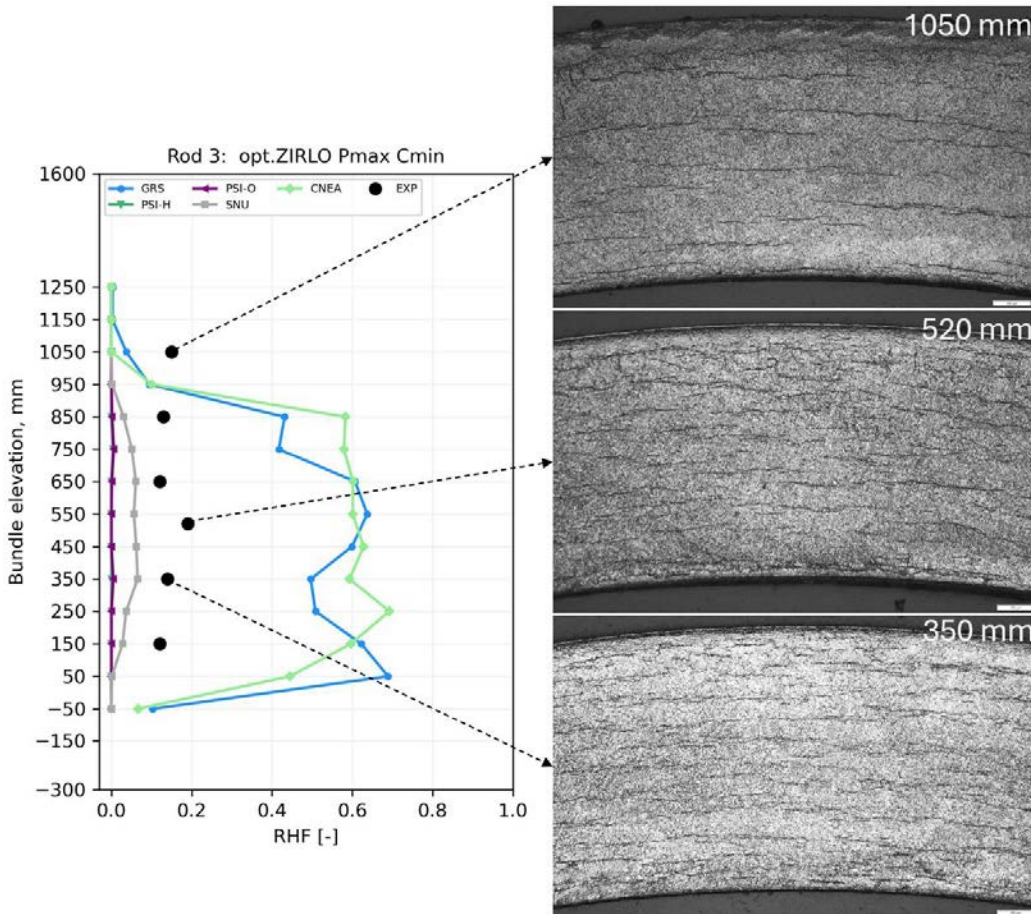 Rod 3: opt.ZIRLO Pmax Cmin
GRS
PSI-H
PSI-O
SNU
CNEA
EXP
Bundle elevation, mm
1600
1250
1150
1050
950
850
750
650
550
450
350
250
150
50
−50
−150
−300
0.0 0.2 0.4 0.6 0.8 1.0
RHF [-]
1050 mm
520 mm
350 mm